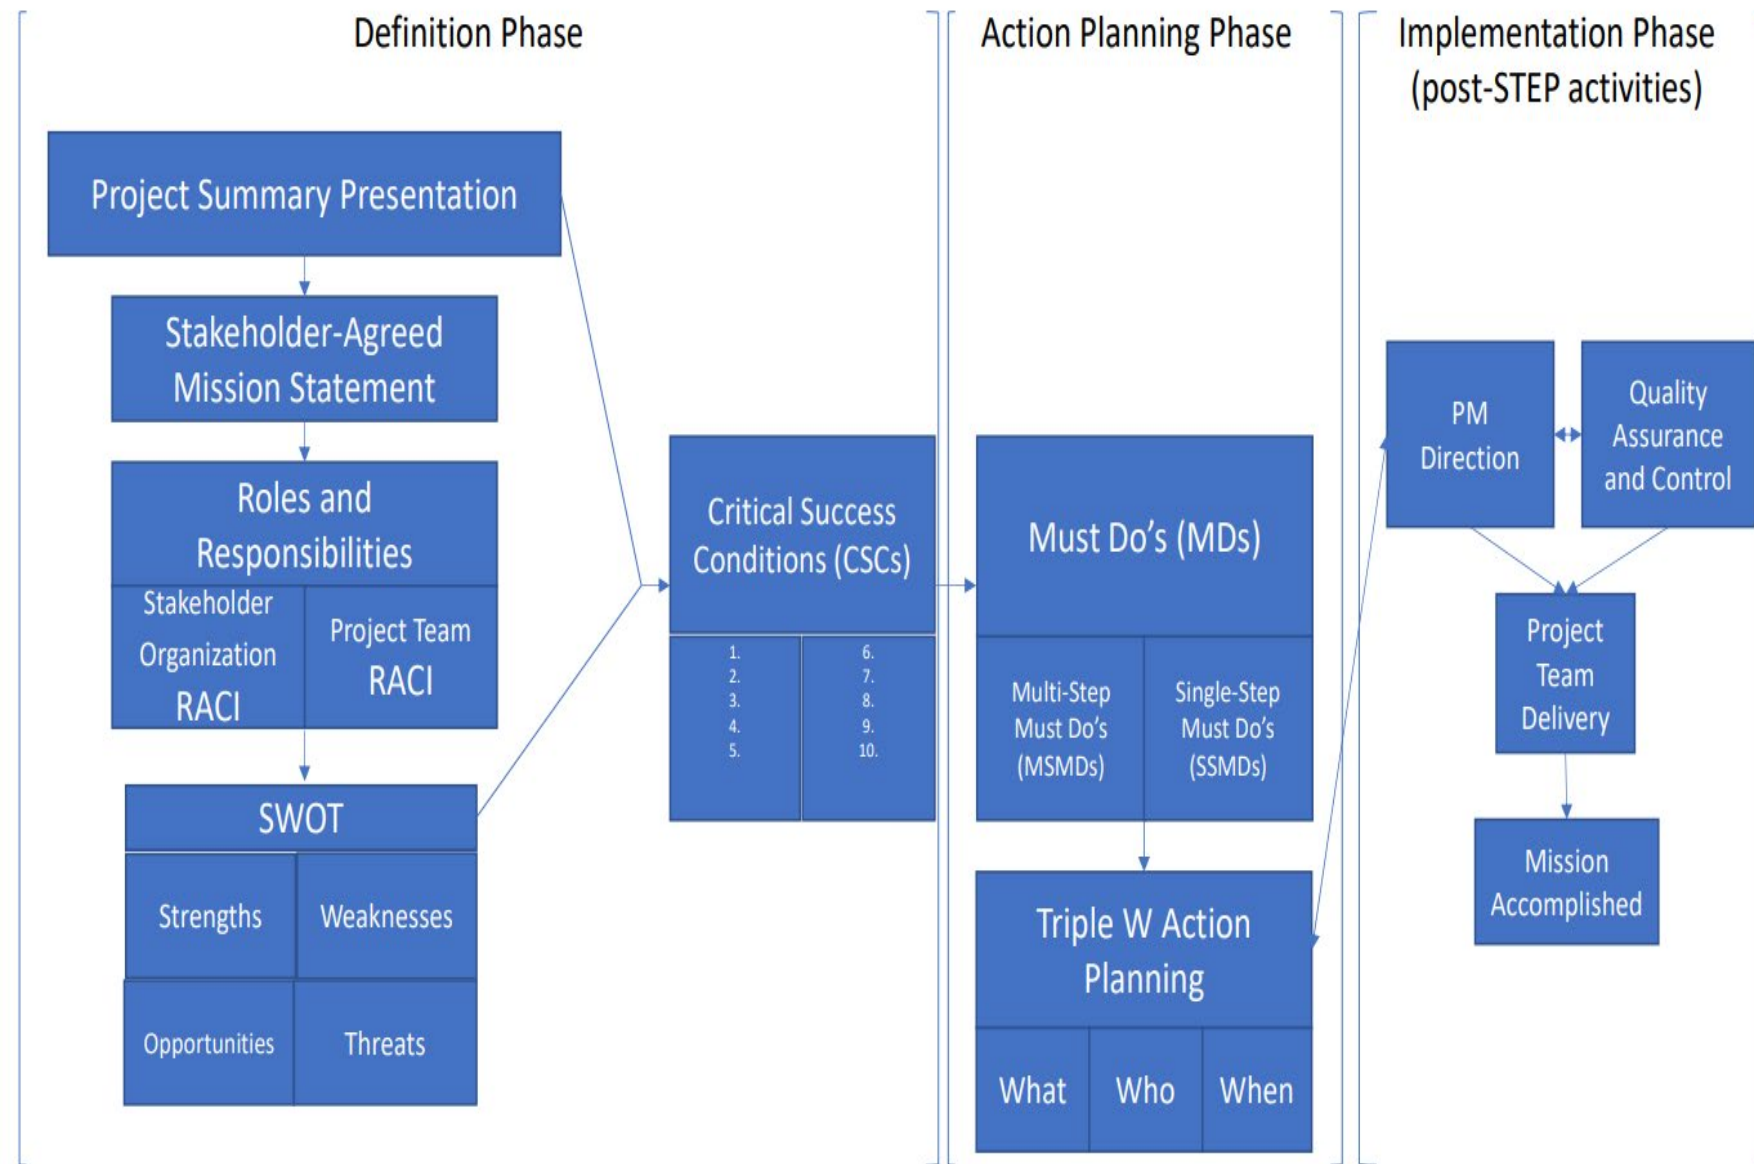 Definition Phase
Project Summary Presentation
Stakeholder-Agreed
Mission Statement
Roles and
Responsibilities
Stakeholder
Organization
RACI
Project Team
RACI
SWOT
Strengths
Weaknesses
Opportunities
Threats
Critical Success
Conditions (CSCs)
1.
2.
3.
4.
5.
6.
7.
8.
9.
10.
Action Planning Phase
Must Do’s (MDs)
Multi-Step
Must Do’s
(MSMDs)
Single-Step
Must Do’s
(SSMDs)
Triple W Action
Planning
What
Who
When
Implementation Phase
(post-STEP activities)
PM
Direction
Quality
Assurance
and Control
Project
Team
Delivery
Mission
Accomplished